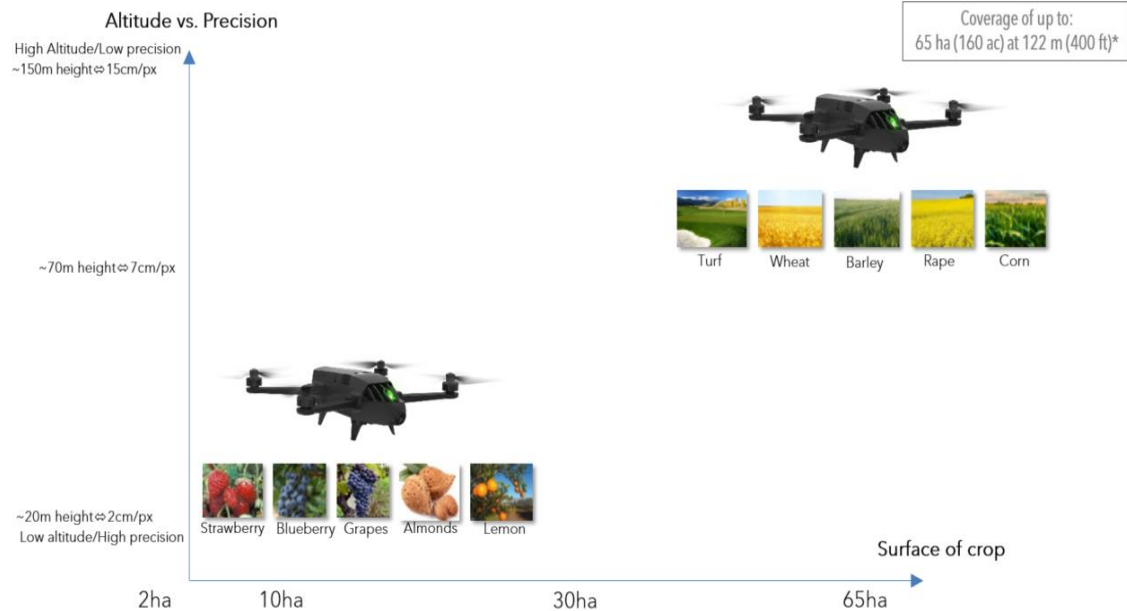 Altitude vs. Precision
Coverage of up to:
65 ha (160 ac) at 122 m (400 ft)*
High Altitude/Low precision
~150m height⇔15cm/px
Turf Wheat Barley Rape Corn
~70m height⇔7cm/px
~20m height⇔2cm/px
Low altitude/High precision
Strawberry Blueberry Grapes Almonds Lemon
Surface of crop
2ha 10ha 30ha 65ha